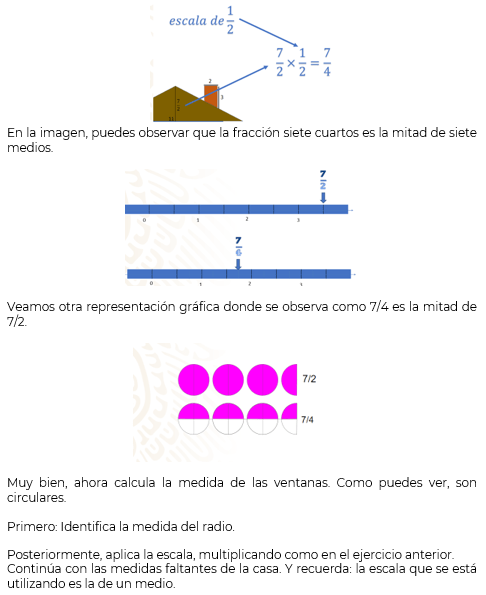 escala de 1/2
7/2 × 1/2 = 7/4
2
3
En la imagen, puedes observar que la fracción siete cuartos es la mitad de siete
medios.
7/2
0 1 2 3
7/6
0 1 2 3
Veamos otra representación gráfica donde se observa como 7/4 es la mitad de
7/2.
7/2
7/4
Muy bien, ahora calcula la medida de las ventanas. Como puedes ver, son
circulares.
Primero: Identifica la medida del radio.
Posteriormente, aplica la escala, multiplicando como en el ejercicio anterior.
Continúa con las medidas faltantes de la casa. Y recuerda: la escala que se está
utilizando es la de un medio.